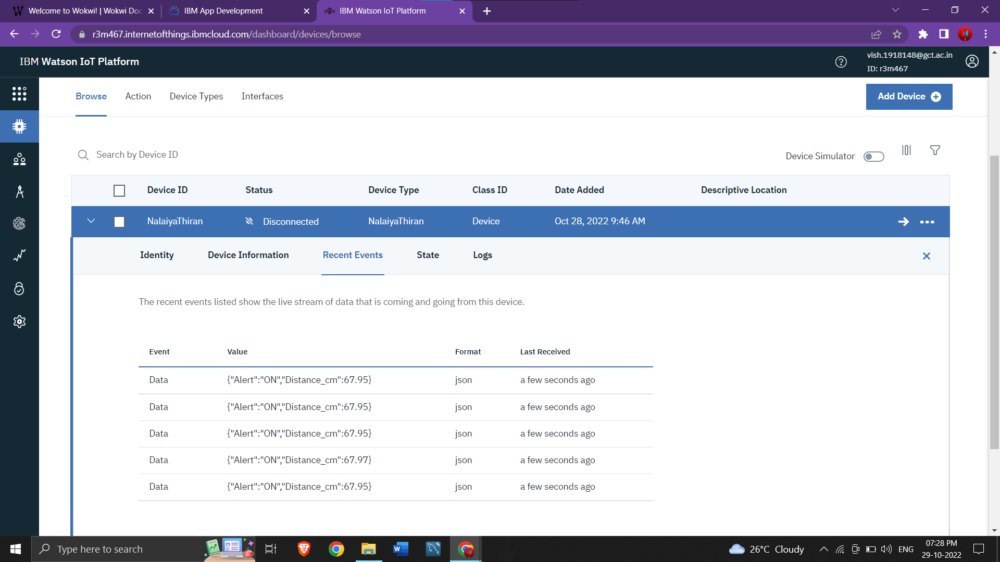 Welcome to Wokwi! | Wokwi Doc
IBM App Development
IBM Watson IoT Platform
r3m467.internetofthings.ibmcloud.com/dashboard/devices/browse
IBM Watson IoT Platform
vish.1918148@gct.ac.in
ID: r3m467
Browse Action Device Types Interfaces
Add Device
Search by Device ID
Device Simulator
Device ID Status Device Type Class ID Date Added Descriptive Location
NalaiyaThiran Disconnected NalaiyaThiran Device Oct 28, 2022 9:46 AM
Identity Device Information Recent Events State Logs
The recent events listed show the live stream of data that is coming and going from this device.
Event Value Format Last Received
Data {"Alert":"ON","Distance_cm":67.95} json a few seconds ago
Data {"Alert":"ON","Distance_cm":67.95} json a few seconds ago
Data {"Alert":"ON","Distance_cm":67.95} json a few seconds ago
Data {"Alert":"ON","Distance_cm":67.97} json a few seconds ago
Data {"Alert":"ON","Distance_cm":67.95} json a few seconds ago
Type here to search
26°C Cloudy
ENG
07:28 PM
29-10-2022